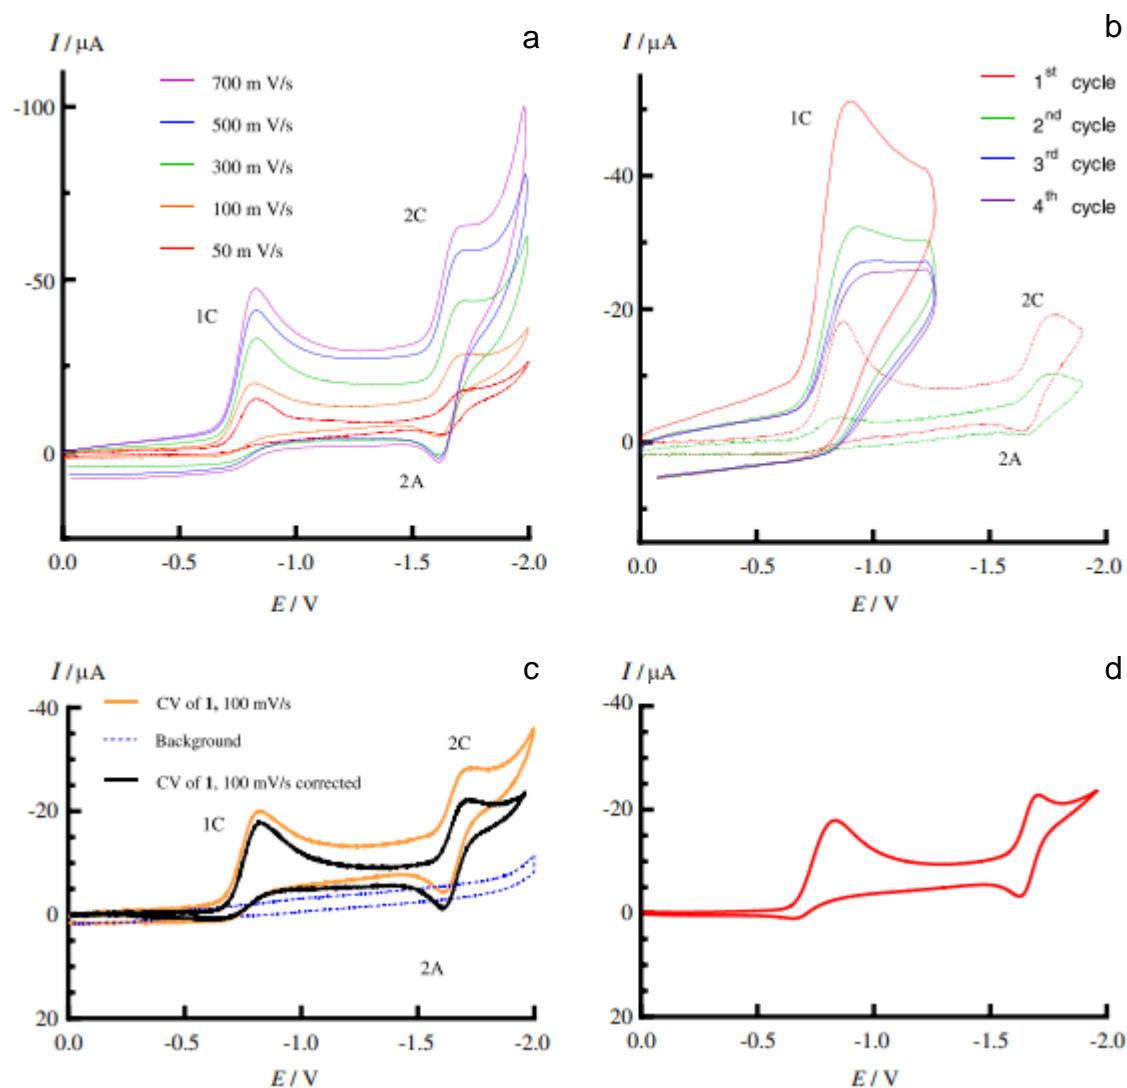 a
I / μA
700 m V/s
500 m V/s
300 m V/s
100 m V/s
50 m V/s
1C
2C
2A
-100
-50
0
0.0 -0.5 -1.0 -1.5 -2.0
E / V
b
I / μA
1st cycle
2nd cycle
3rd cycle
4th cycle
1C
2C
2A
-40
-20
0
0.0 -0.5 -1.0 -1.5 -2.0
E / V
c
I / μA
CV of 1, 100 mV/s
Background
CV of 1, 100 mV/s corrected
1C
2C
2A
-40
-20
0
20
0.0 -0.5 -1.0 -1.5 -2.0
E / V
d
I / μA
-40
-20
0
20
0.0 -0.5 -1.0 -1.5 -2.0
E / V